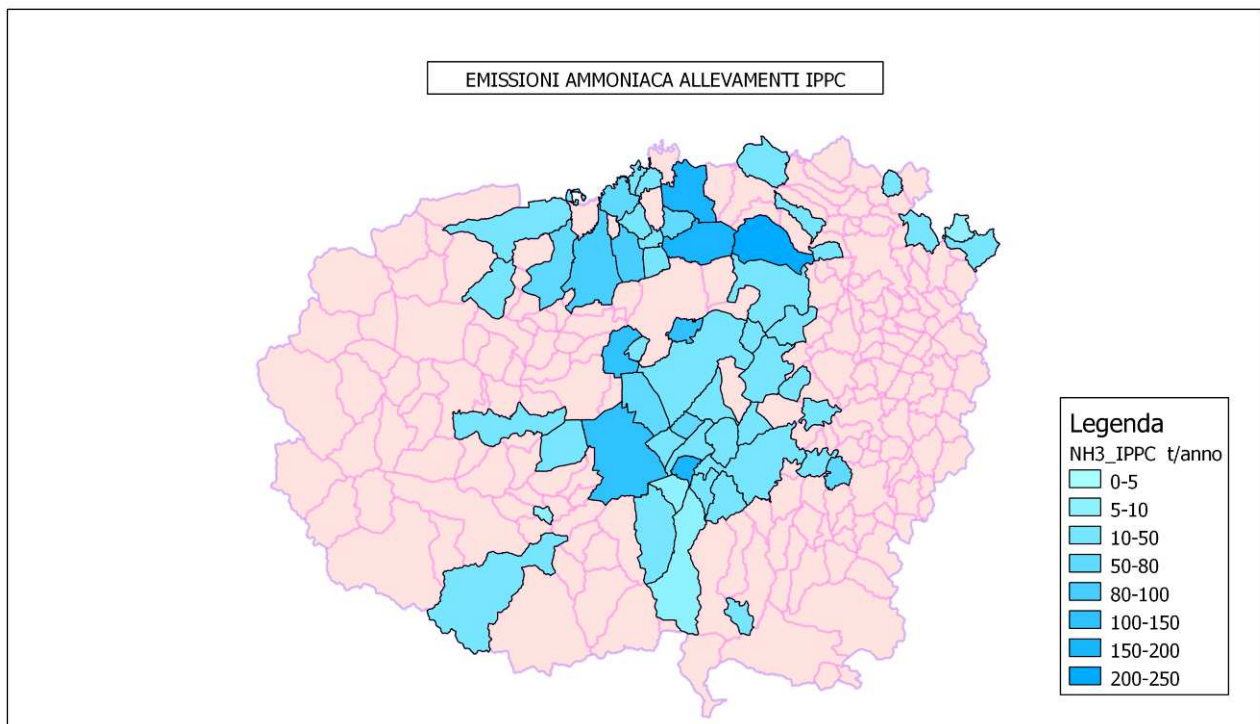 EMISSIONI AMMONIACA ALLEVAMENTI IPPC
Legenda
NH3_IPPC t/anno
0-5
5-10
10-50
50-80
80-100
100-150
150-200
200-250